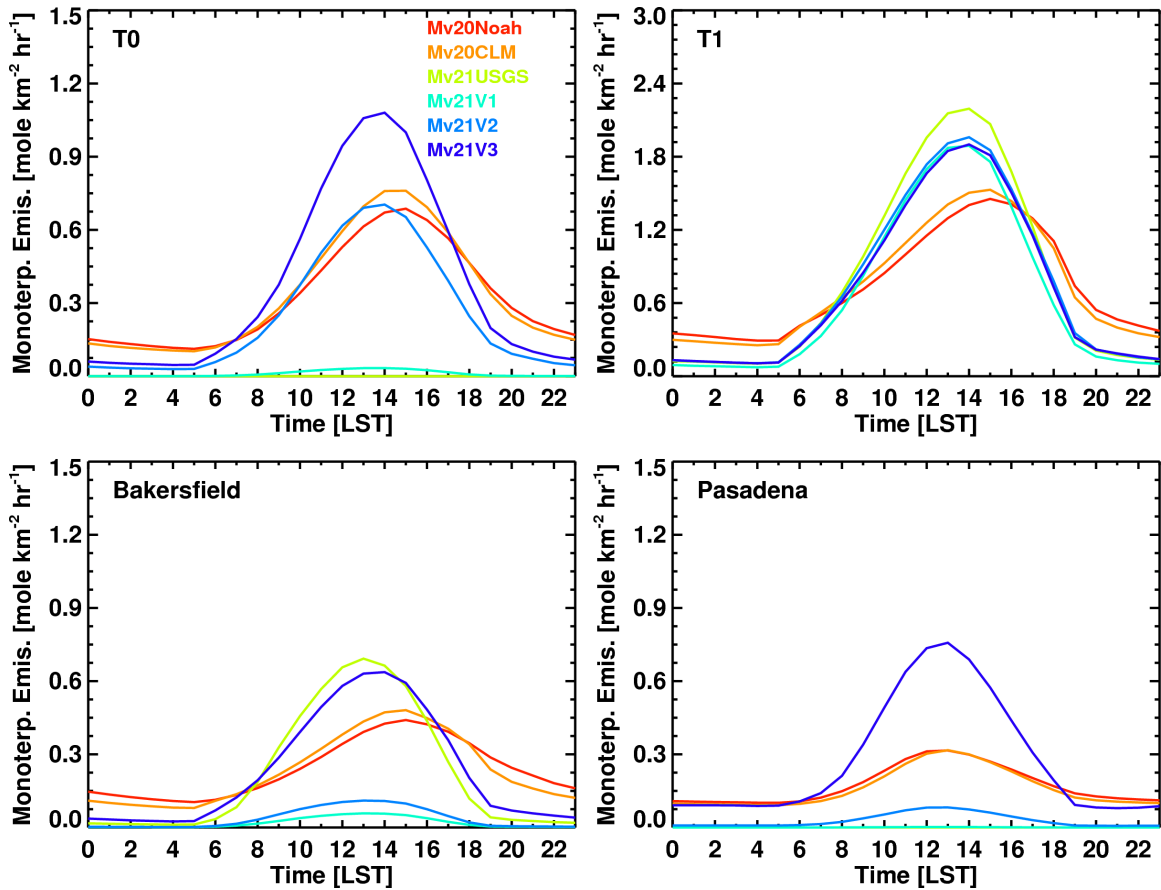 T0
Mv20Noah
Mv20CLM
Mv21USGS
Mv21V1
Mv21V2
Mv21V3
Monoterp. Emis. [mole km-2 hr-1]
1.5
1.2
0.9
0.6
0.3
0.0
0 2 4 6 8 10 12 14 16 18 20 22
Time [LST]
T1
Monoterp. Emis. [mole km-2 hr-1]
3.0
2.4
1.8
1.2
0.6
0.0
0 2 4 6 8 10 12 14 16 18 20 22
Time [LST]
Bakersfield
Monoterp. Emis. [mole km-2 hr-1]
1.5
1.2
0.9
0.6
0.3
0.0
0 2 4 6 8 10 12 14 16 18 20 22
Time [LST]
Pasadena
Monoterp. Emis. [mole km-2 hr-1]
1.5
1.2
0.9
0.6
0.3
0.0
0 2 4 6 8 10 12 14 16 18 20 22
Time [LST]